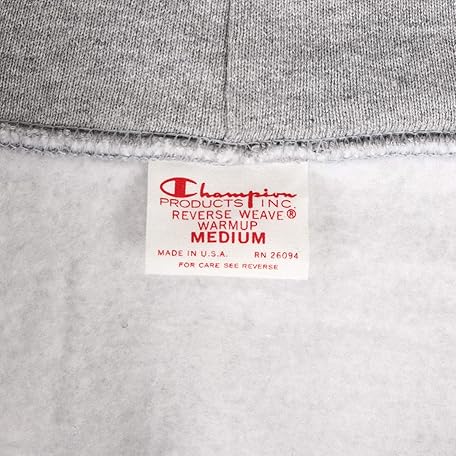 Champion
PRODUCTS INC.
REVERSE WEAVE®
WARMUP
MEDIUM
MADE IN U.S.A. RN 26094
FOR CARE SEE REVERSE